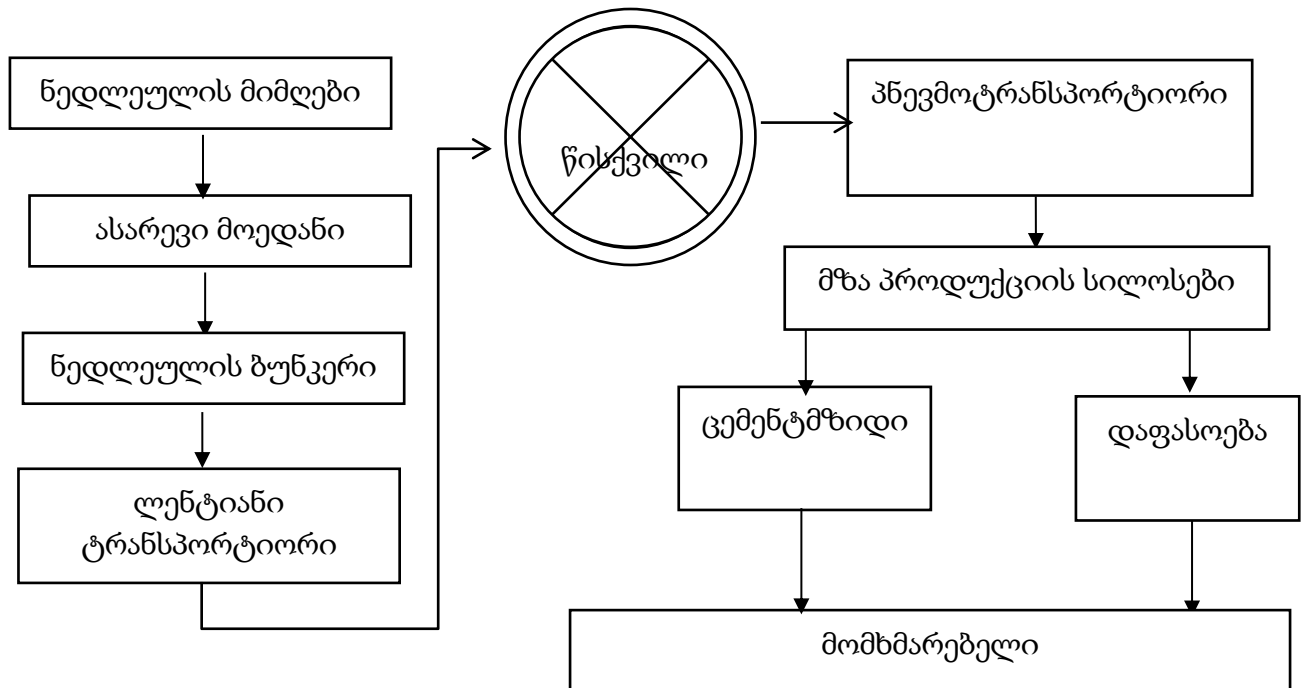 ნედლეულის მიმღები
ასარევი მოედანი
ნედლეულის ბუნკერი
ლენტიანი
ტრანსპორტიორი
წისქვილი
პნევმოტრანსპორტიორი
მზა პროდუქციის სილოსები
ცემენტმზიდი
დაფასოება
მომხმარებელი